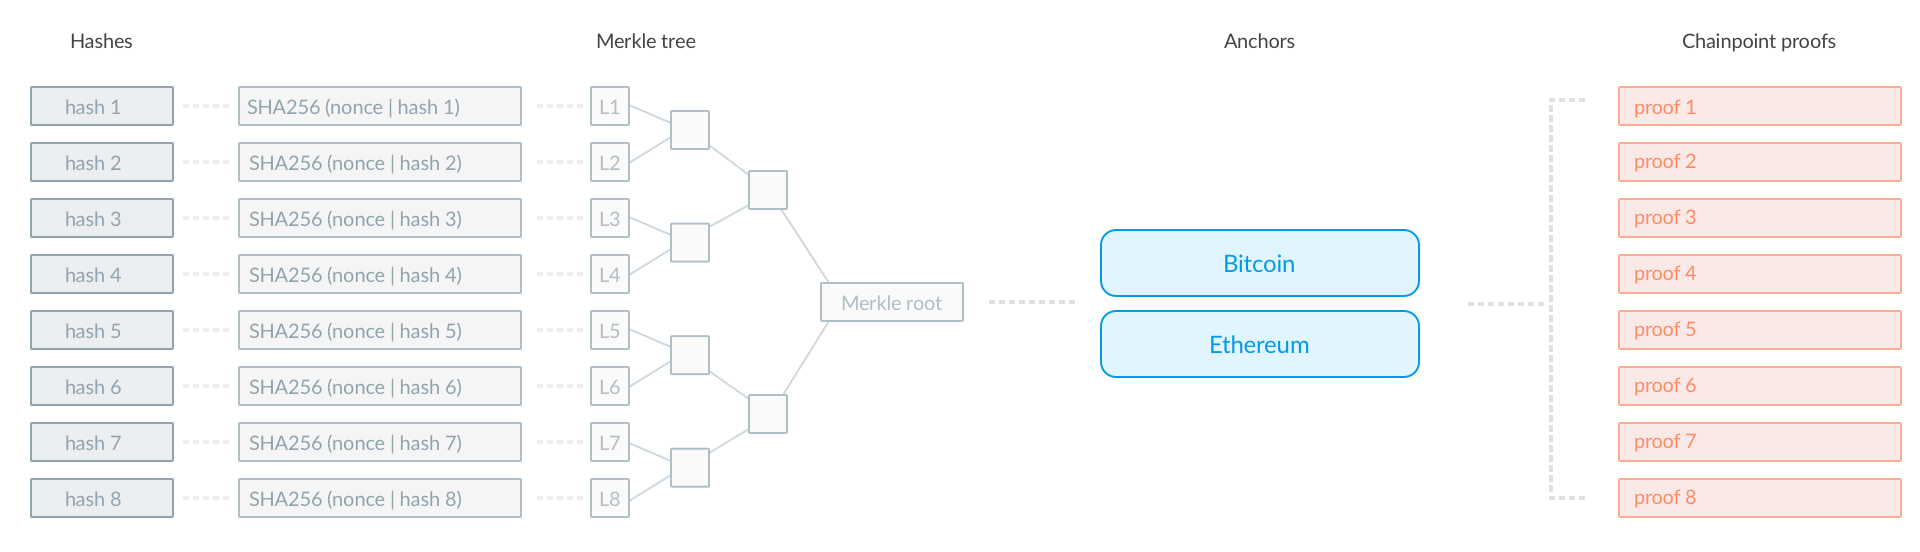 Hashes
Merkle tree
Anchors
Chainpoint proofs
hash 1
SHA256 (nonce | hash 1)
L1
proof 1
hash 2
SHA256 (nonce | hash 2)
L2
proof 2
hash 3
SHA256 (nonce | hash 3)
L3
proof 3
hash 4
SHA256 (nonce | hash 4)
L4
Bitcoin
proof 4
Merkle root
hash 5
SHA256 (nonce | hash 5)
L5
Ethereum
proof 5
hash 6
SHA256 (nonce | hash 6)
L6
proof 6
hash 7
SHA256 (nonce | hash 7)
L7
proof 7
hash 8
SHA256 (nonce | hash 8)
L8
proof 8